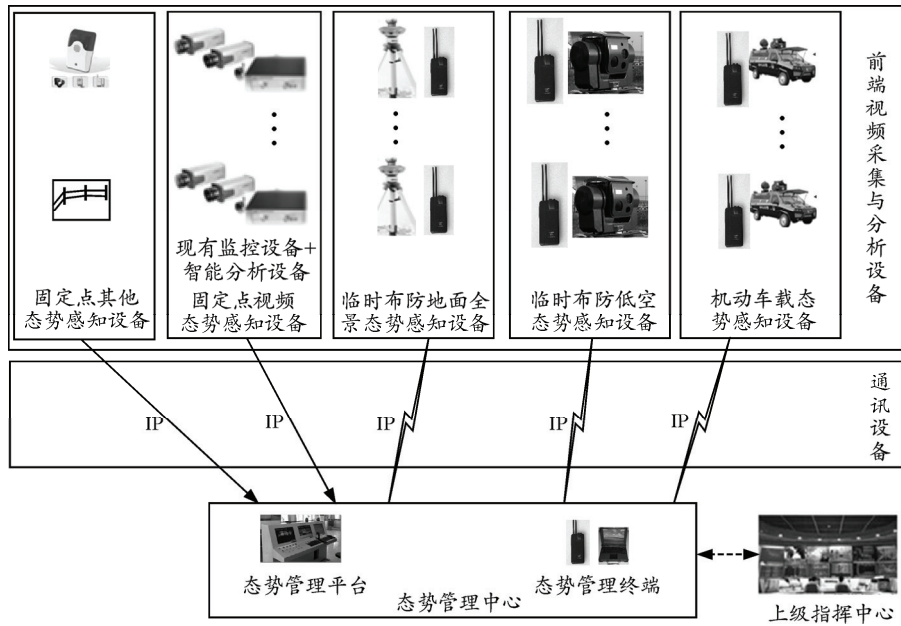 固定点其他
态势感知设备
现有监控设备+
智能分析设备
固定点视频
态势感知设备
临时布防地面全
景态势感知设备
临时布防低空
态势感知设备
机动车载态
势感知设备
前端视频采集与分析设备
IP
IP
IP
IP
IP
通讯设备
态势管理平台
态势管理终端
态势管理中心
上级指挥中心